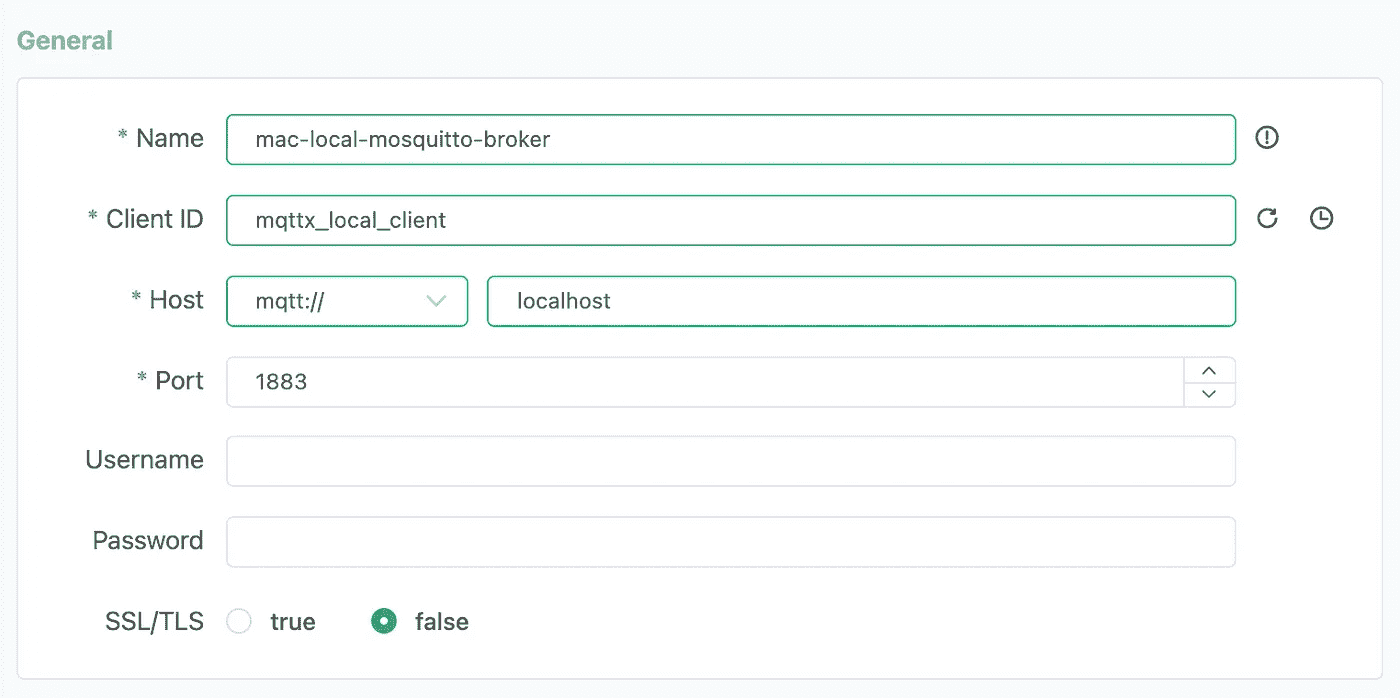 General
* Name mac-local-mosquitto-broker
* Client ID mqttx_local_client
* Host mqtt:// localhost
* Port 1883
Username
Password
SSL/TLS true false